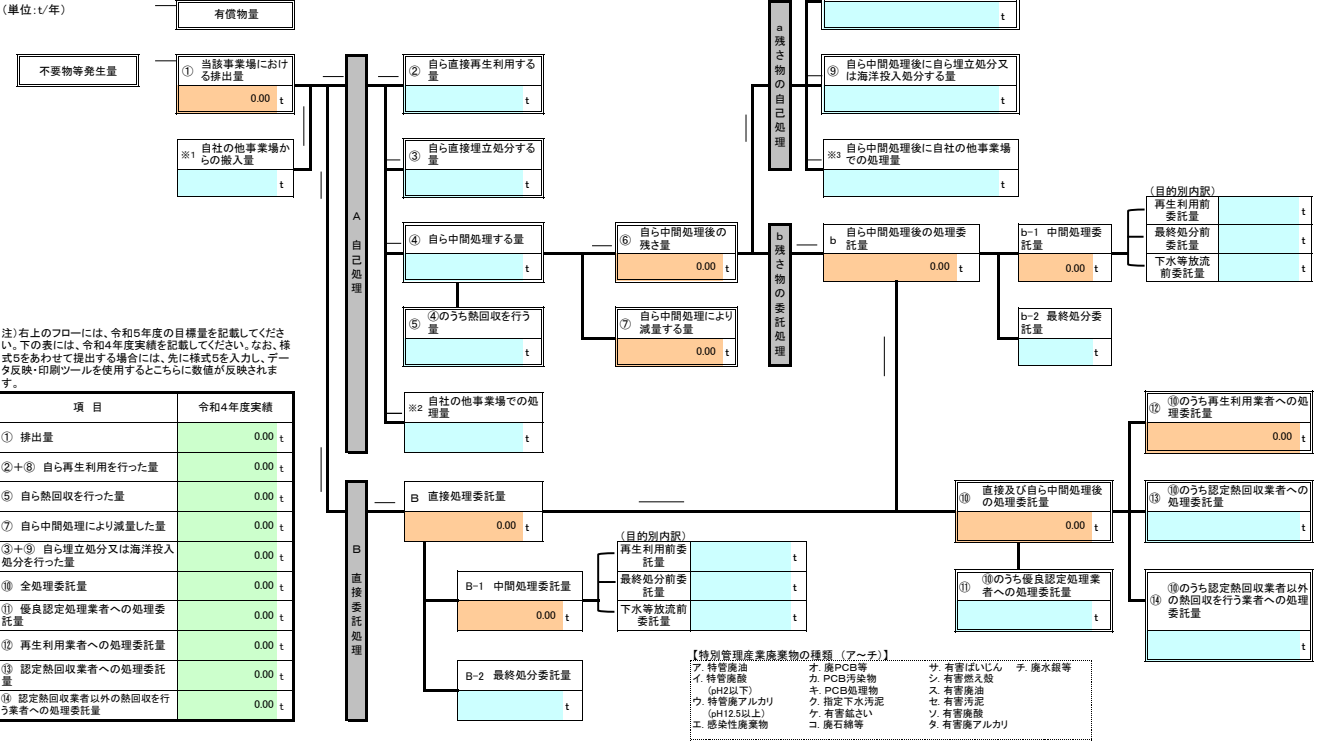 (単位:t/年)
有償物量
t
不要物等発生量
① 当該事業場におけ
る排出量
0.00 t
※1 自社の他事業場か
らの搬入量
t
A
自
己
処
理
② 自ら直接再生利用する
量
t
③ 自ら直接埋立処分する
量
t
④ 自ら中間処理する量
t
⑤ ④のうち熱回収を行う
量
t
※2 自社の他事業場での処
理量
t
⑥ 自ら中間処理後の
残さ量
0.00 t
⑦ 自ら中間処理により
減量する量
0.00 t
a
残
さ
物
の
自
己
処
理
⑨ 自ら中間処理後に自ら埋立処分又
は海洋投入処分する量
t
※3 自ら中間処理後に自社の他事業場
での処理量
t
b
残
さ
物
の
委
託
処
理
b 自ら中間処理後の処理委
託量
0.00 t
b-1 中間処理委
託量
0.00 t
(目的別内訳)
再生利用前
委託量
t
最終処分前
委託量
t
下水等放流
前委託量
t
b-2 最終処分委
託量
t
注)右上のフローには、令和5年度の目標量を記載してくださ
い。下の表には、令和4年度実績を記載してください。なお、様
式5をあわせて提出する場合には、先に様式5を入力し、デー
タ反映・印刷ツールを使用するとこちらに数値が反映されま
す。
項 目 令和4年度実績
① 排出量 0.00 t
②+⑧ 自ら再生利用を行った量 0.00 t
⑤ 自ら熱回収を行った量 0.00 t
⑦ 自ら中間処理により減量した量 0.00 t
③+⑨ 自ら埋立処分又は海洋投入
処分を行った量 0.00 t
⑩ 全処理委託量 0.00 t
⑪ 優良認定処理業者への処理委
託量 0.00 t
⑫ 再生利用業者への処理委託量 0.00 t
⑬ 認定熱回収業者への処理委託
量 0.00 t
⑭ 認定熱回収業者以外の熱回収を行
う業者への処理委託量 0.00 t
B
直
接
委
託
処
理
B 直接処理委託量
0.00 t
B-1 中間処理委託量
0.00 t
(目的別内訳)
再生利用前委
託量
t
最終処分前委
託量
t
下水等放流前
委託量
t
B-2 最終処分委託量
t
⑩ 直接及び自ら中間処理後
の処理委託量
0.00 t
⑪ ⑩のうち優良認定処理業
者への処理委託量
t
⑫ ⑩のうち再生利用業者への処
理委託量
0.00 t
⑬ ⑩のうち認定熱回収業者への
処理委託量
t
⑭ ⑩のうち認定熱回収業者以外
の熱回収を行う業者への処理
委託量
t
【特別管理産業廃棄物の種類 (ア~チ)】
ア. 特管廃油 オ. 廃PCB等 サ. 有害ばいじん チ. 廃水銀等
イ. 特管廃酸 カ. PCB汚染物 シ. 有害燃え殻
(pH2以下) キ. PCB処理物 ス. 有害廃油
ウ. 特管廃アルカリ ク. 指定下水汚泥 セ. 有害汚泥
(pH12.5以上) ケ. 有害鉱さい ソ. 有害廃酸
エ. 感染性廃棄物 コ. 廃石綿等 タ. 有害廃アルカリ